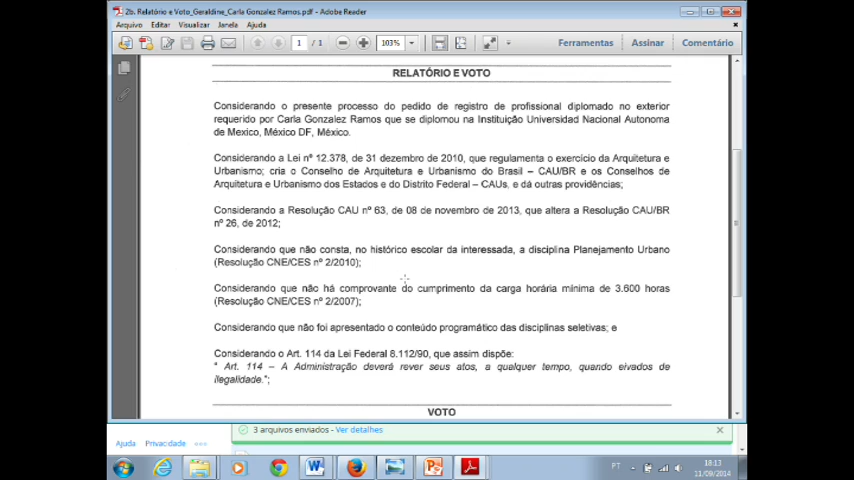 2b. Relatório e Voto_Geraldine_Carla Gonzalez Ramos.pdf - Adobe Reader
Arquivo Editar Visualizar Janela Ajuda
1 / 1 103% Ferramentas Assinar Comentário
RELATÓRIO E VOTO
Considerando o presente processo do pedido de registro de profissional diplomado no exterior
requerido por Carla Gonzalez Ramos que se diplomou na Instituição Universidad Nacional Autonoma
de Mexico, México DF, México.
Considerando a Lei nº 12.378, de 31 dezembro de 2010, que regulamenta o exercício da Arquitetura e
Urbanismo; cria o Conselho de Arquitetura e Urbanismo do Brasil – CAU/BR e os Conselhos de
Arquitetura e Urbanismo dos Estados e do Distrito Federal – CAUs, e dá outras providências;
Considerando a Resolução CAU nº 63, de 08 de novembro de 2013, que altera a Resolução CAU/BR
nº 26, de 2012;
Considerando que não consta, no histórico escolar da interessada, a disciplina Planejamento Urbano
(Resolução CNE/CES nº 2/2010);
Considerando que não há comprovante do cumprimento da carga horária mínima de 3.600 horas
(Resolução CNE/CES nº 2/2007);
Considerando que não foi apresentado o conteúdo programático das disciplinas seletivas; e
Considerando o Art. 114 da Lei Federal 8.112/90, que assim dispõe:
" Art. 114 – A Administração deverá rever seus atos, a qualquer tempo, quando eivados de
ilegalidade.";
VOTO
3 arquivos enviados - Ver detalhes
Ajuda Privacidade
PT 18:13
11/09/2014